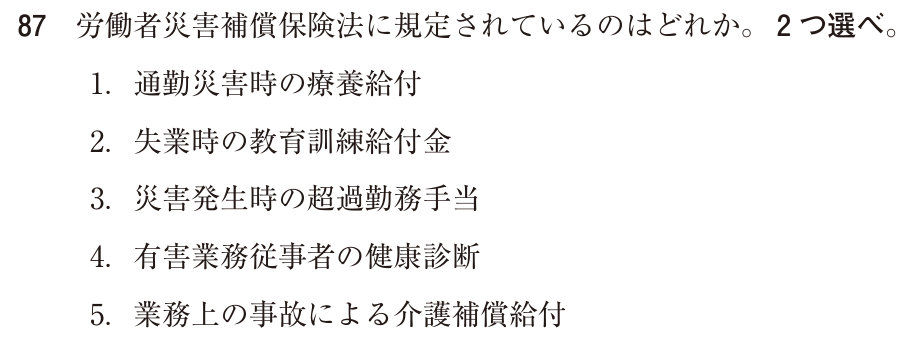 87 労働者災害補償保険法に規定されているのはどれか。2つ選べ。
1. 通勤災害時の療養給付
2. 失業時の教育訓練給付金
3. 災害発生時の超過勤務手当
4. 有害業務従事者の健康診断
5. 業務上の事故による介護補償給付